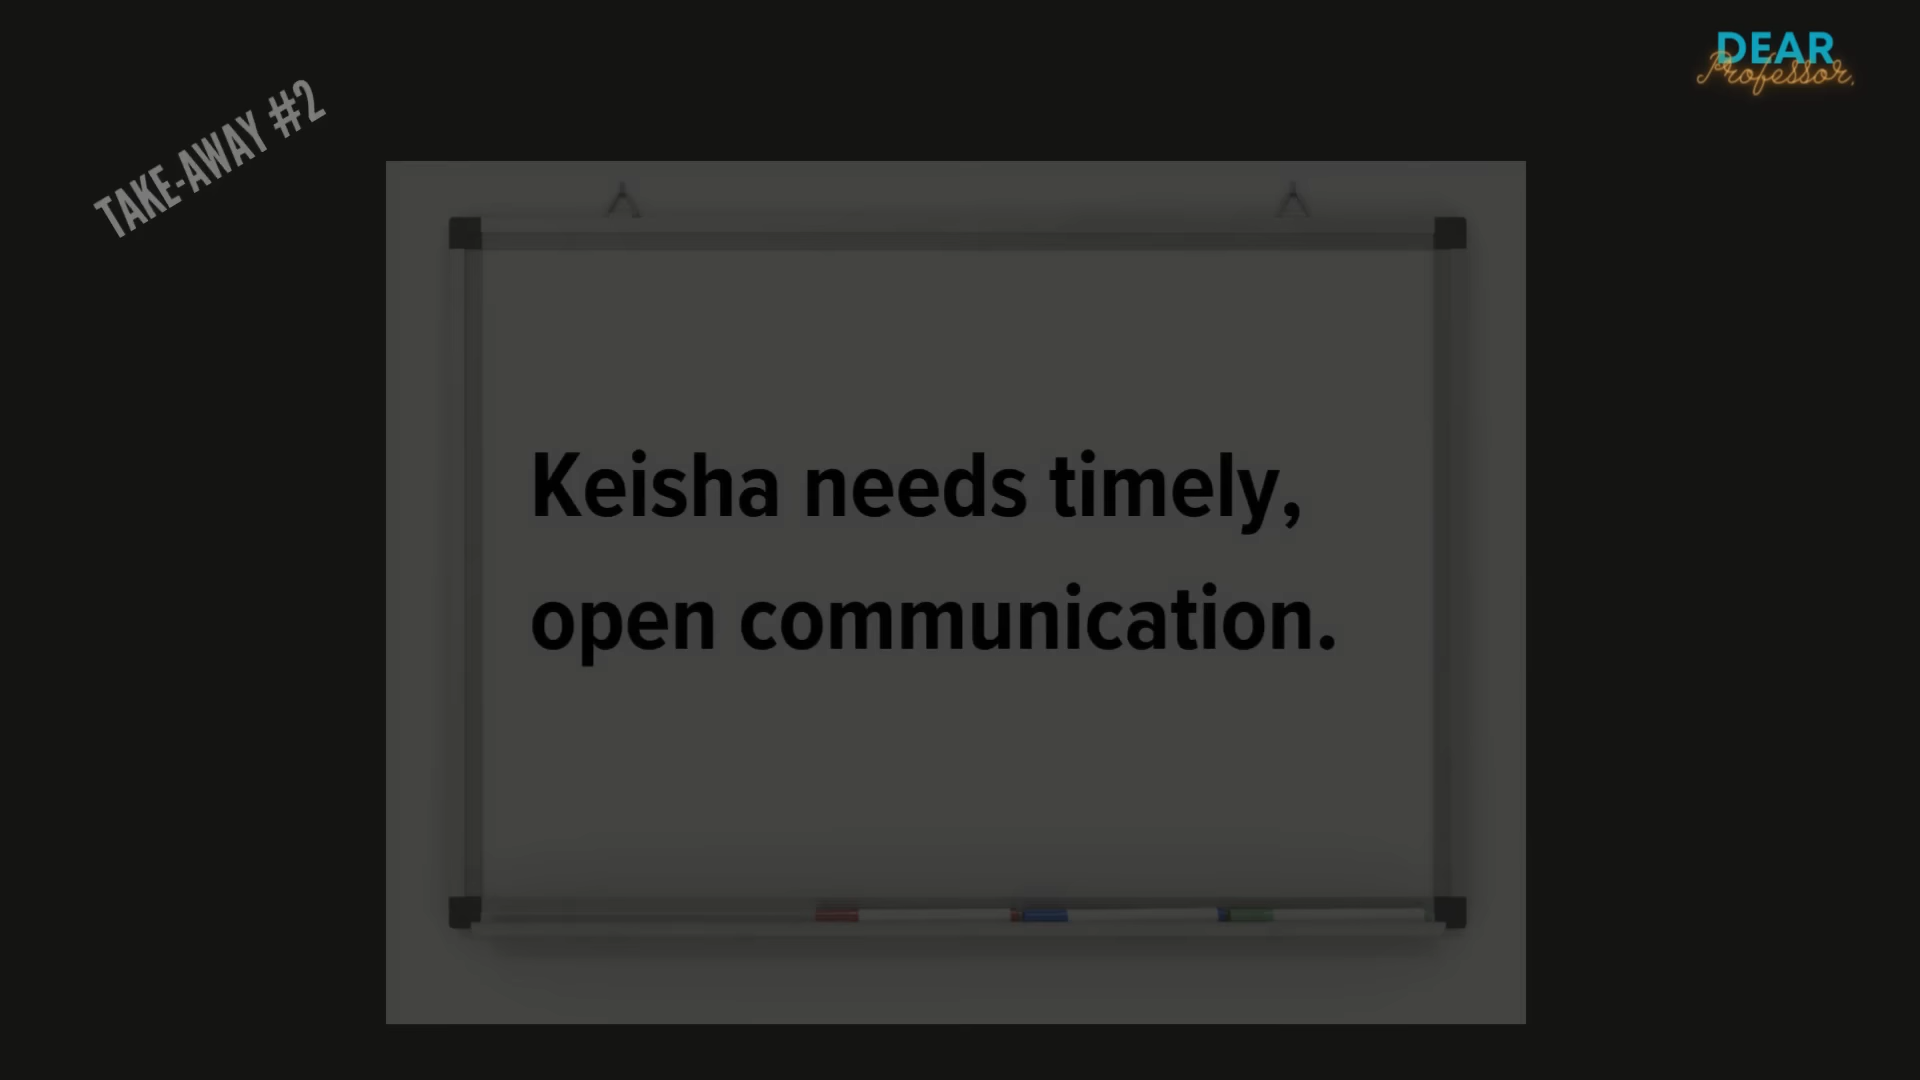 DEAR
Professor,
TAKE-AWAY #2
Keisha needs timely,
open communication.